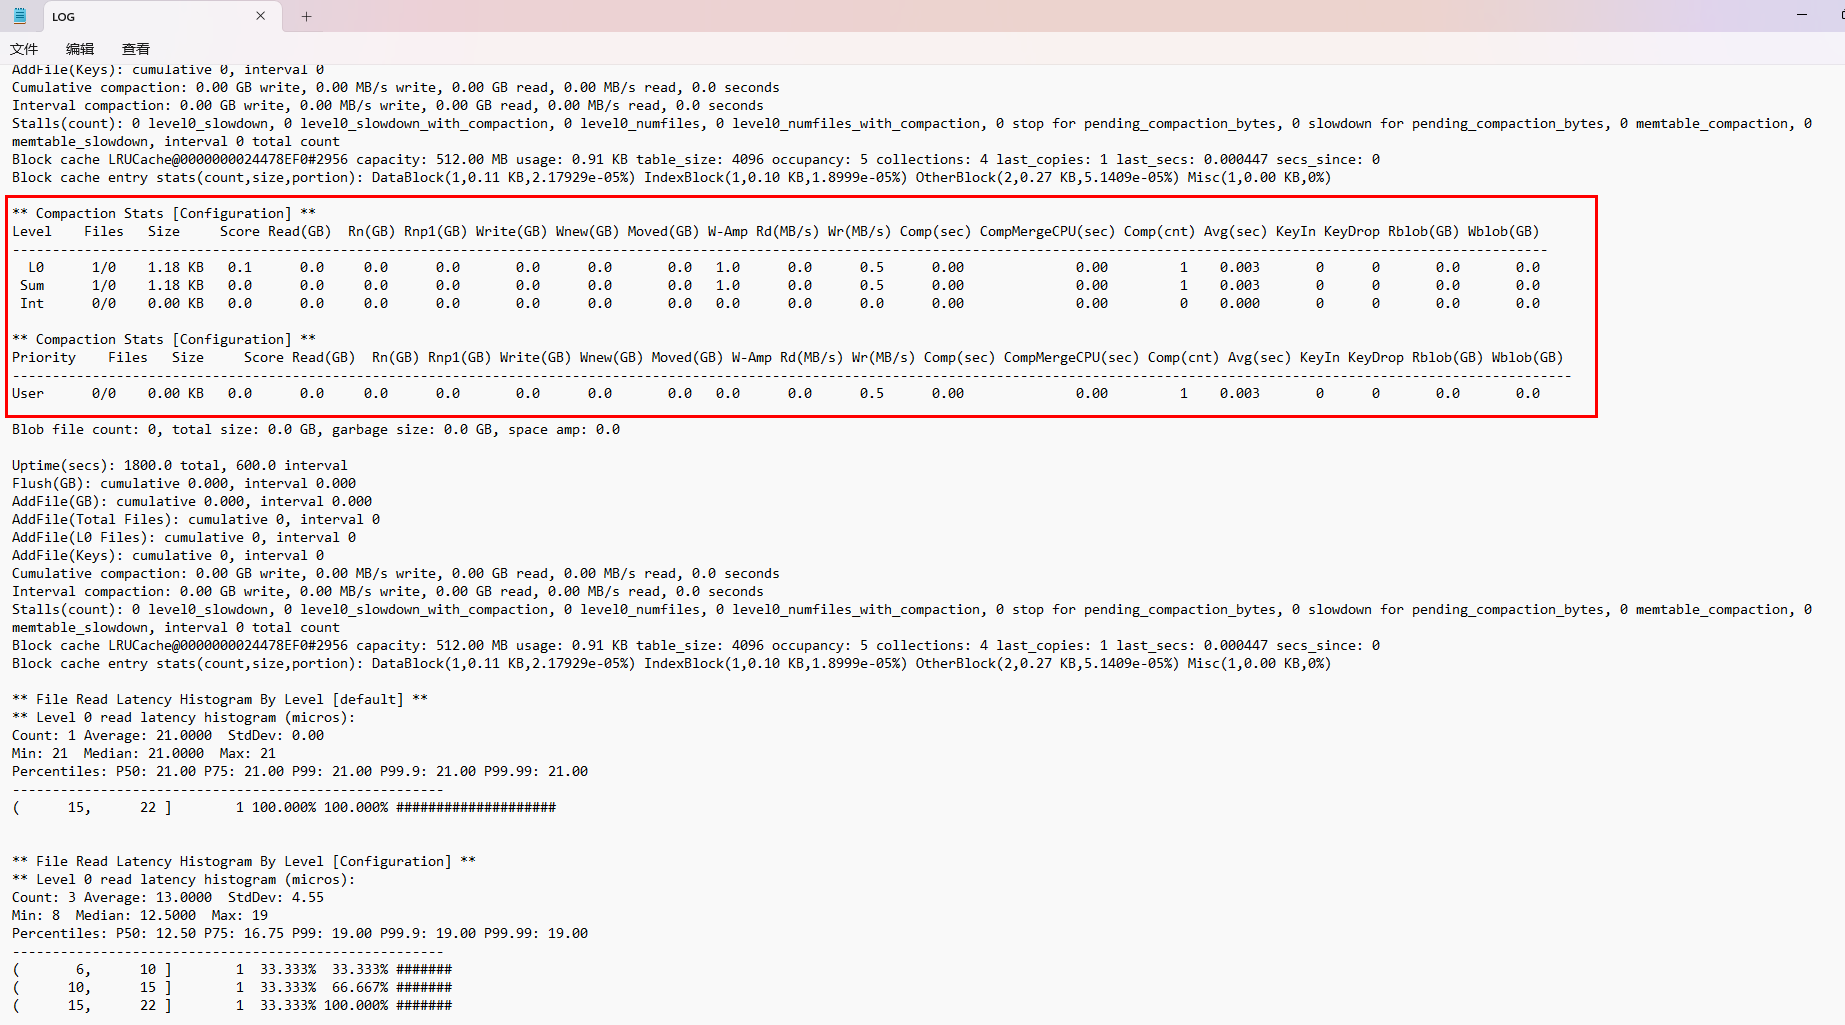 LOG
文件 编辑 查看
AddFile(Keys): cumulative 0, interval 0
Cumulative compaction: 0.00 GB write, 0.00 MB/s write, 0.00 GB read, 0.00 MB/s read, 0.0 seconds
Interval compaction: 0.00 GB write, 0.00 MB/s write, 0.00 GB read, 0.00 MB/s read, 0.0 seconds
Stalls(count): 0 level0_slowdown, 0 level0_slowdown_with_compaction, 0 level0_numfiles, 0 level0_numfiles_with_compaction, 0 stop for pending_compaction_bytes, 0 slowdown for pending_compaction_bytes, 0 memtable_compaction, 0
memtable_slowdown, interval 0 total count
Block cache LRUCache@0000000024478EF0#2956 capacity: 512.00 MB usage: 0.91 KB table_size: 4096 occupancy: 5 collections: 4 last_copies: 1 last_secs: 0.000447 secs_since: 0
Block cache entry stats(count,size,portion): DataBlock(1,0.11 KB,2.17929e-05%) IndexBlock(1,0.10 KB,1.8999e-05%) OtherBlock(2,0.27 KB,5.1409e-05%) Misc(1,0.00 KB,0%)
** Compaction Stats [Configuration] **
Level    Files   Size     Score Read(GB)  Rn(GB) Rnp1(GB) Write(GB) Wnew(GB) Moved(GB) W-Amp Rd(MB/s) Wr(MB/s) Comp(sec) CompMergeCPU(sec) Comp(cnt) Avg(sec) KeyIn KeyDrop Rblob(GB) Wblob(GB)
----------------------------------------------------------------------------------------------------------------------------------------------------------------------------------------------------
L0      1/0    1.18 KB   0.1      0.0     0.0      0.0       0.0      0.0       0.0   1.0      0.0      0.5      0.00              0.00         1    0.003       0      0       0.0       0.0
Sum      1/0    1.18 KB   0.0      0.0     0.0      0.0       0.0      0.0       0.0   1.0      0.0      0.5      0.00              0.00         1    0.003       0      0       0.0       0.0
Int      0/0    0.00 KB   0.0      0.0     0.0      0.0       0.0      0.0       0.0   0.0      0.0      0.0      0.00              0.00         0    0.000       0      0       0.0       0.0
** Compaction Stats [Configuration] **
Priority    Files   Size     Score Read(GB)  Rn(GB) Rnp1(GB) Write(GB) Wnew(GB) Moved(GB) W-Amp Rd(MB/s) Wr(MB/s) Comp(sec) CompMergeCPU(sec) Comp(cnt) Avg(sec) KeyIn KeyDrop Rblob(GB) Wblob(GB)
----------------------------------------------------------------------------------------------------------------------------------------------------------------------------------------------------
User      0/0    0.00 KB   0.0      0.0     0.0      0.0       0.0      0.0       0.0   0.0      0.0      0.5      0.00              0.00         1    0.003       0      0       0.0       0.0
Blob file count: 0, total size: 0.0 GB, garbage size: 0.0 GB, space amp: 0.0
Uptime(secs): 1800.0 total, 600.0 interval
Flush(GB): cumulative 0.000, interval 0.000
AddFile(GB): cumulative 0.000, interval 0.000
AddFile(Total Files): cumulative 0, interval 0
AddFile(L0 Files): cumulative 0, interval 0
AddFile(Keys): cumulative 0, interval 0
Cumulative compaction: 0.00 GB write, 0.00 MB/s write, 0.00 GB read, 0.00 MB/s read, 0.0 seconds
Interval compaction: 0.00 GB write, 0.00 MB/s write, 0.00 GB read, 0.00 MB/s read, 0.0 seconds
Stalls(count): 0 level0_slowdown, 0 level0_slowdown_with_compaction, 0 level0_numfiles, 0 level0_numfiles_with_compaction, 0 stop for pending_compaction_bytes, 0 slowdown for pending_compaction_bytes, 0 memtable_compaction, 0
memtable_slowdown, interval 0 total count
Block cache LRUCache@0000000024478EF0#2956 capacity: 512.00 MB usage: 0.91 KB table_size: 4096 occupancy: 5 collections: 4 last_copies: 1 last_secs: 0.000447 secs_since: 0
Block cache entry stats(count,size,portion): DataBlock(1,0.11 KB,2.17929e-05%) IndexBlock(1,0.10 KB,1.8999e-05%) OtherBlock(2,0.27 KB,5.1409e-05%) Misc(1,0.00 KB,0%)
** File Read Latency Histogram By Level [default] **
** Level 0 read latency histogram (micros):
Count: 1 Average: 21.0000  StdDev: 0.00
Min: 21  Median: 21.0000  Max: 21
Percentiles: P50: 21.00 P75: 21.00 P99: 21.00 P99.9: 21.00 P99.99: 21.00
------------------------------------------------------
(      15,      22 ]        1 100.000% 100.000% ####################
** File Read Latency Histogram By Level [Configuration] **
** Level 0 read latency histogram (micros):
Count: 3 Average: 13.0000  StdDev: 4.55
Min: 8  Median: 12.5000  Max: 19
Percentiles: P50: 12.50 P75: 16.75 P99: 19.00 P99.9: 19.00 P99.99: 19.00
------------------------------------------------------
(       6,      10 ]        1  33.333%  33.333% #######
(      10,      15 ]        1  33.333%  66.667% #######
(      15,      22 ]        1  33.333% 100.000% #######